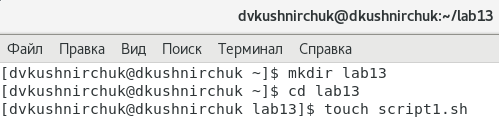 dvkushnirchuk@dkushnirchuk:~/lab13
Файл Правка Вид Поиск Терминал Справка
[dvkushnirchuk@dkushnirchuk ~]$ mkdir lab13
[dvkushnirchuk@dkushnirchuk ~]$ cd lab13
[dvkushnirchuk@dkushnirchuk lab13]$ touch script1.sh